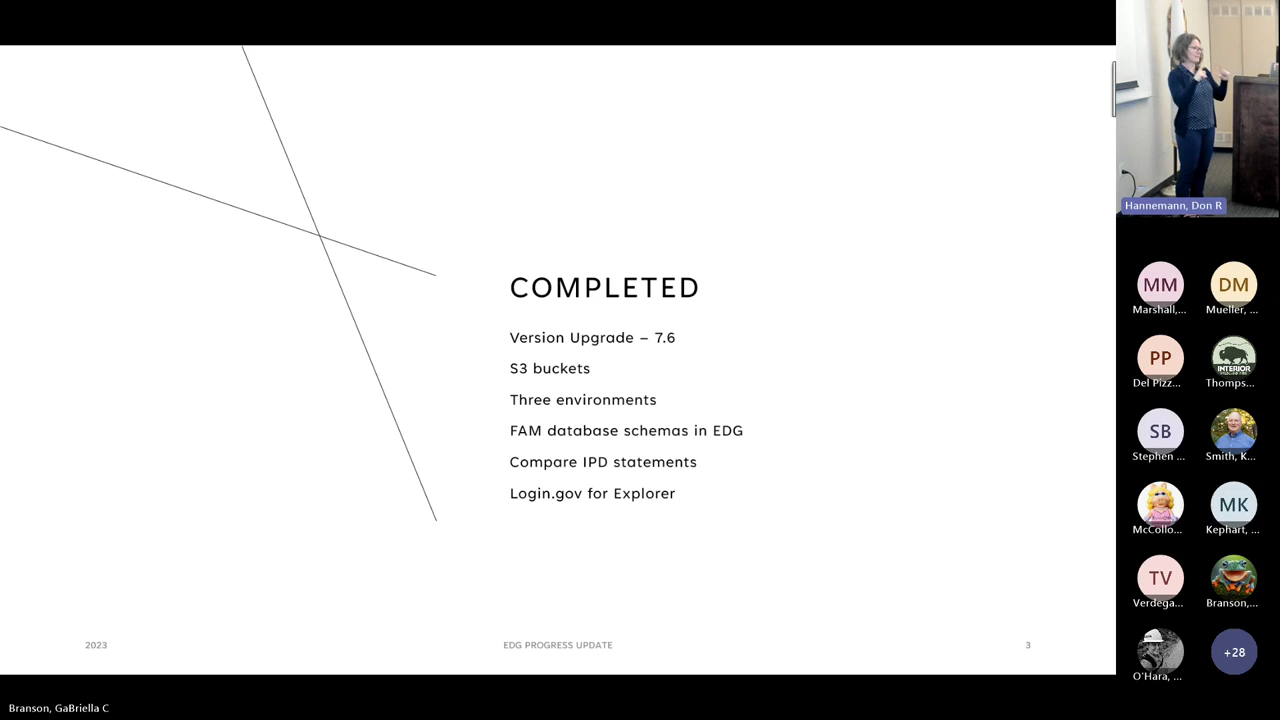 COMPLETED
Version Upgrade – 7.6
S3 buckets
Three environments
FAM database schemas in EDG
Compare IPD statements
Login.gov for Explorer
2023
EDG PROGRESS UPDATE
3
Hannemann, Don R
MM
Marshall,...
DM
Mueller, ...
PP
Del Pizz...
INTERIOR
Thomps...
SB
Stephen ...
Smith, K...
McCollo...
MK
Kephart, ...
TV
Verdega...
Branson,...
O'Hara, ...
+28
Branson, GaBriella C